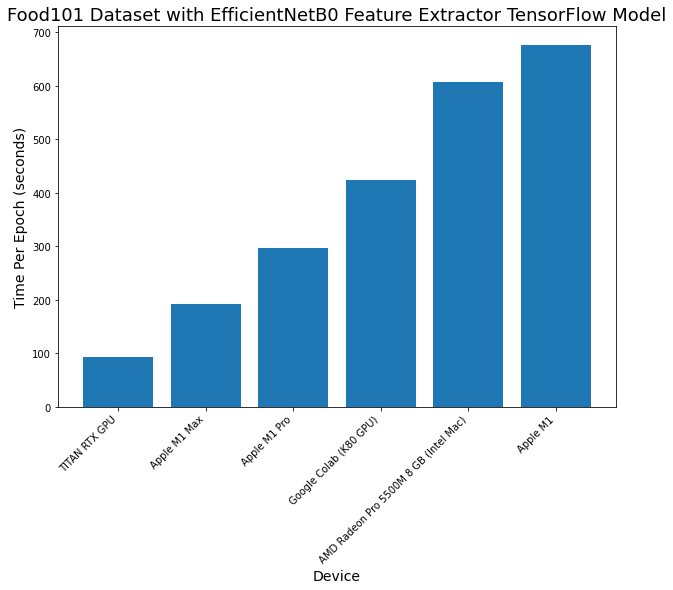 Food101 Dataset with EfficientNetB0 Feature Extractor TensorFlow Model
Time Per Epoch (seconds)
700
600
500
400
300
200
100
0
TITAN RTX GPU
Apple M1 Max
Apple M1 Pro
Google Colab (K80 GPU)
AMD Radeon Pro 5500M 8 GB (Intel Mac)
Apple M1
Device